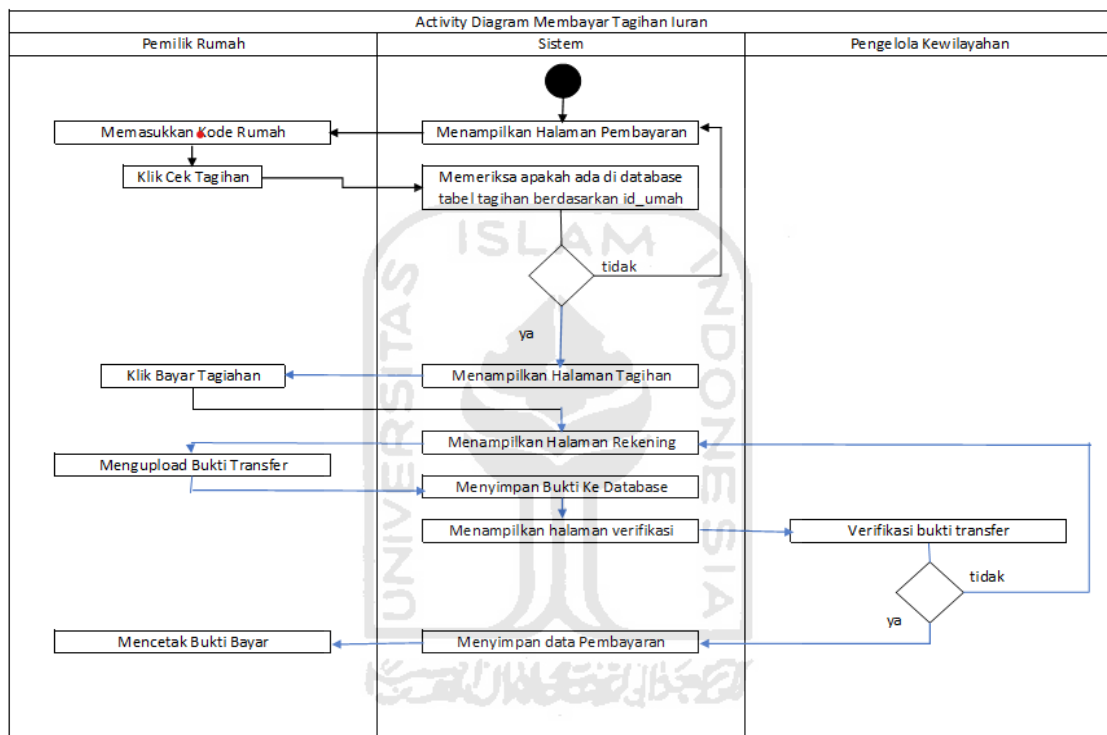 Activity Diagram Membayar Tagihan Iuran
Pemilik Rumah
Sistem
Pengelola Kewilayahan
Memasukkan Kode Rumah
Menampilkan Halaman Pembayaran
Klik Cek Tagihan
Memeriksa apakah ada di database
tabel tagihan berdasarkan id_umah
tidak
ya
Klik Bayar Tagiahan
Menampilkan Halaman Tagihan
Menampilkan Halaman Rekening
Mengupload Bukti Transfer
Menyimpan Bukti Ke Database
Menampilkan halaman verifikasi
Verifikasi bukti transfer
tidak
ya
Mencetak Bukti Bayar
Menyimpan data Pembayaran
UNIVERSITAS
ISLAM
INDONESIA